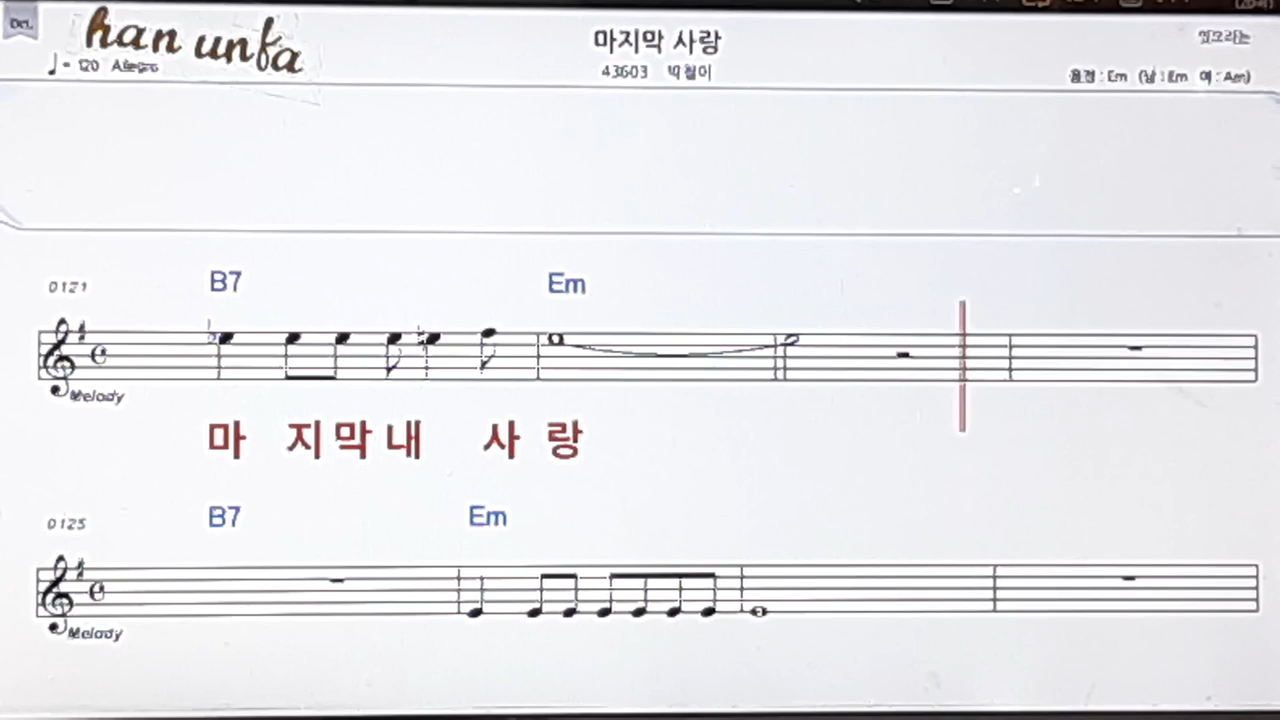 han unfa
마지막 사랑
♩= 120 Allegro
43603 박철이
음정 : Em (남 : Em 여 : Am)
0121 B7 Em
Melody
마 지 막 내 사 랑
0125 B7 Em
Melody